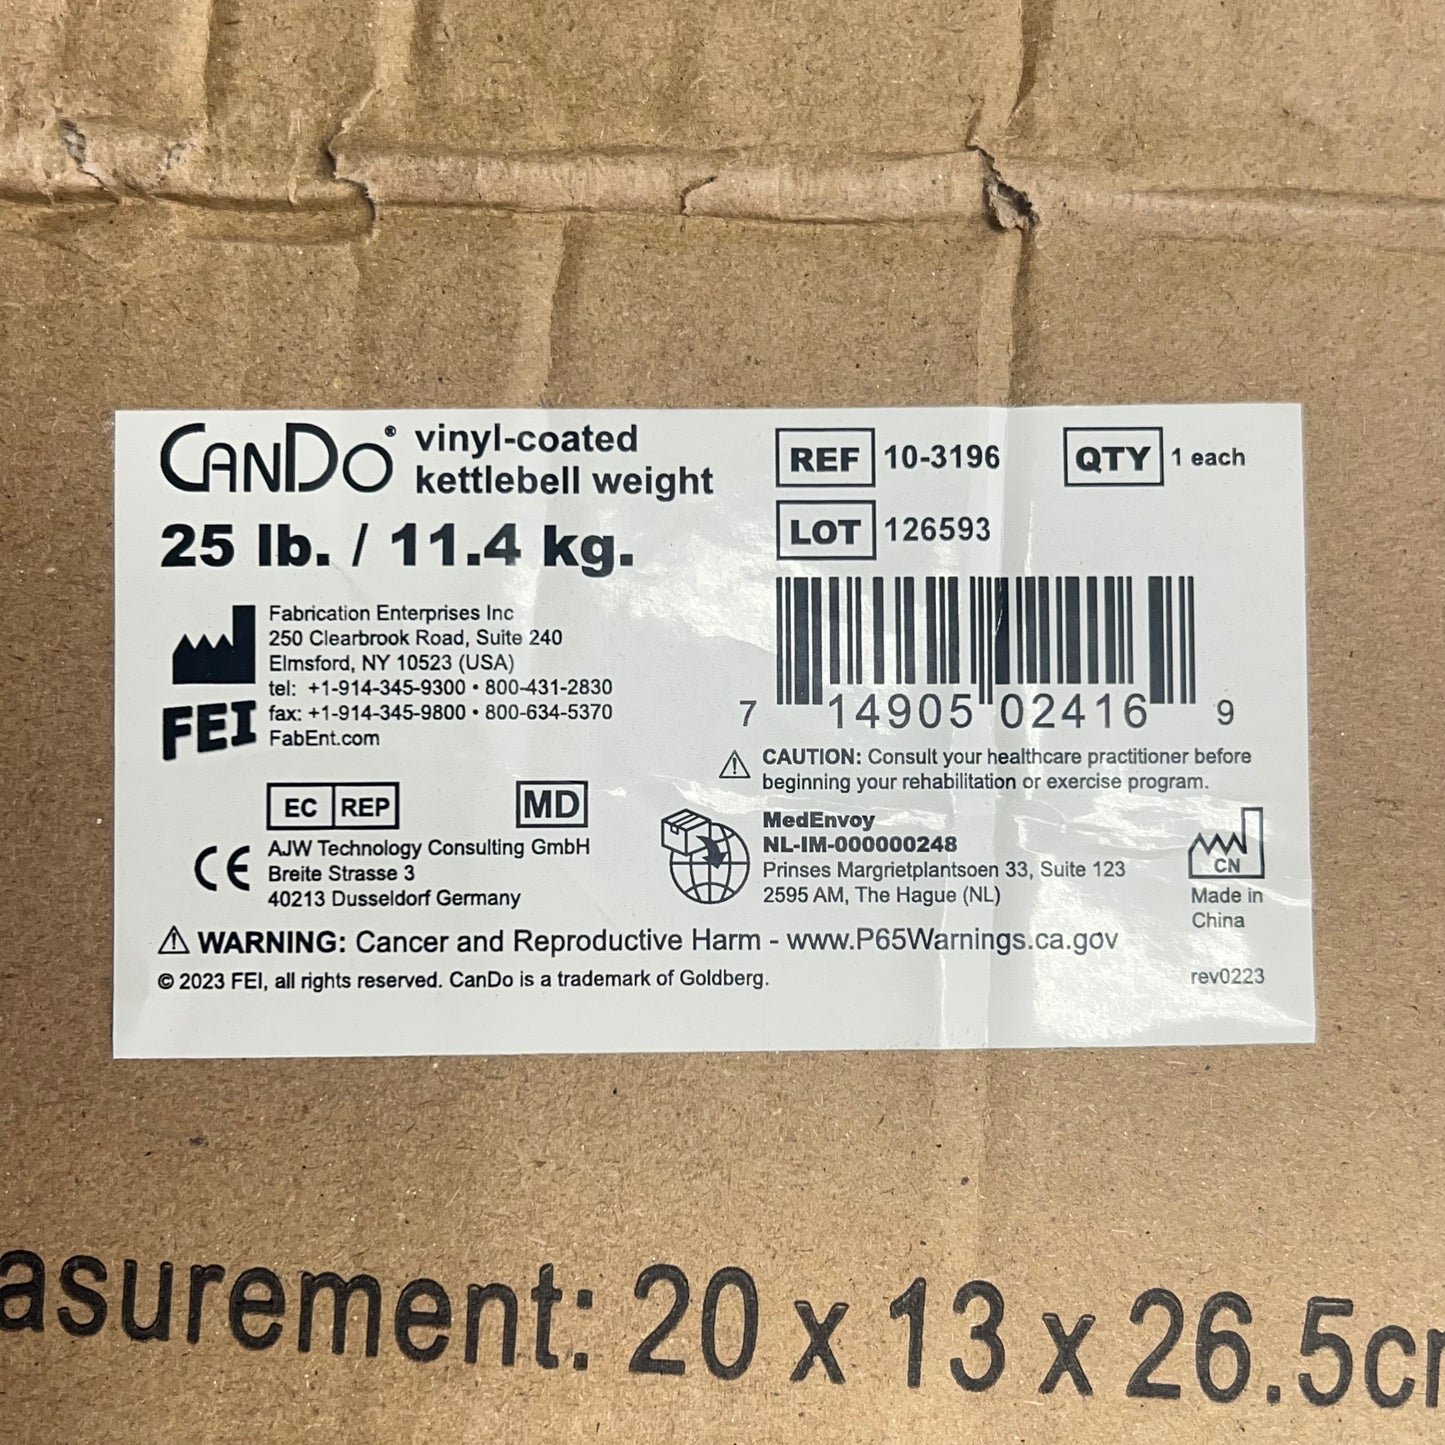 CANDO® vinyl-coated
kettlebell weight
25 lb. / 11.4 kg.
REF 10-3196
QTY 1 each
LOT 126593
Fabrication Enterprises Inc
250 Clearbrook Road, Suite 240
Elmsford, NY 10523 (USA)
tel: +1-914-345-9300 • 800-431-2830
fax: +1-914-345-9800 • 800-634-5370
FabEnt.com
FEI
7 14905 02416 9
⚠ CAUTION: Consult your healthcare practitioner before
beginning your rehabilitation or exercise program.
EC REP
MD
CE
AJW Technology Consulting GmbH
Breite Strasse 3
40213 Dusseldorf Germany
MedEnvoy
NL-IM-000000248
Prinses Margrietplantsoen 33, Suite 123
2595 AM, The Hague (NL)
CN
Made in
China
⚠ WARNING: Cancer and Reproductive Harm - www.P65Warnings.ca.gov
© 2023 FEI, all rights reserved. CanDo is a trademark of Goldberg.
rev0223
asurement: 20 x 13 x 26.5c